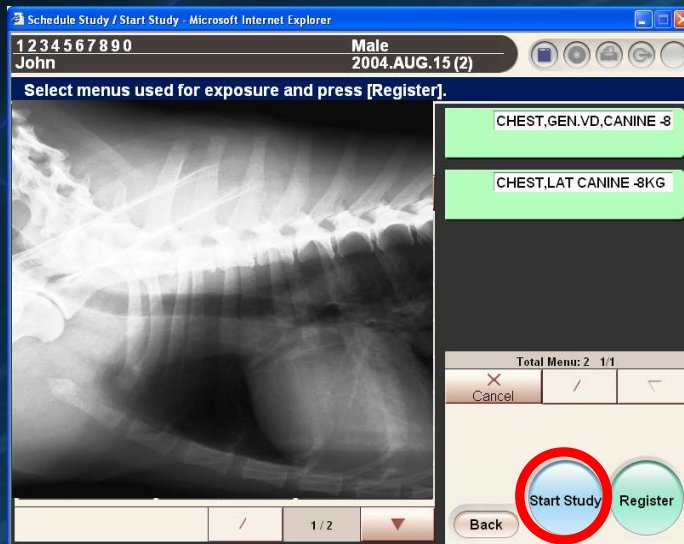 Schedule Study / Start Study - Microsoft Internet Explorer
1234567890 Male
John 2004.AUG.15 (2)
Select menus used for exposure and press [Register].
CHEST,GEN.VD,CANINE -8
CHEST,LAT CANINE -8KG
Total Menu: 2 1/1
Cancel
Start Study
Register
Back
1 / 2